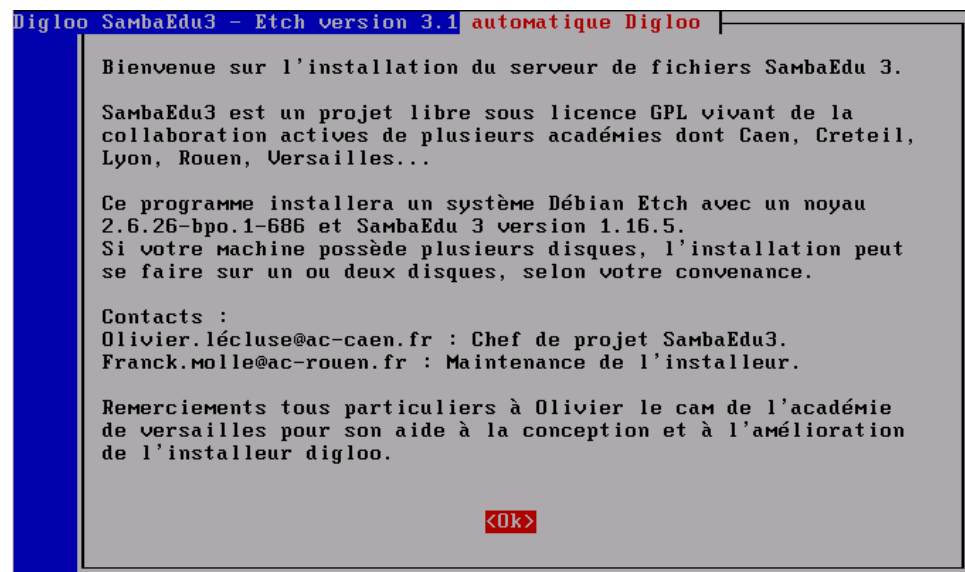 Digloo SambaEdu3 - Etch version 3.1 automatique Digloo
Bienvenue sur l'installation du serveur de fichiers SambaEdu 3.
SambaEdu3 est un projet libre sous licence GPL vivant de la
collaboration actives de plusieurs académies dont Caen, Creteil,
Lyon, Rouen, Versailles...
Ce programme installera un système Débian Etch avec un noyau
2.6.26-bpo.1-686 et SambaEdu 3 version 1.16.5.
Si votre machine possède plusieurs disques, l'installation peut
se faire sur un ou deux disques, selon votre convenance.
Contacts :
Olivier.lécluse@ac-caen.fr : Chef de projet SambaEdu3.
Franck.molle@ac-rouen.fr : Maintenance de l'installeur.
Remerciements tous particuliers à Olivier le cam de l'académie
de versailles pour son aide à la conception et à l'amélioration
de l'installeur digloo.
<Ok>